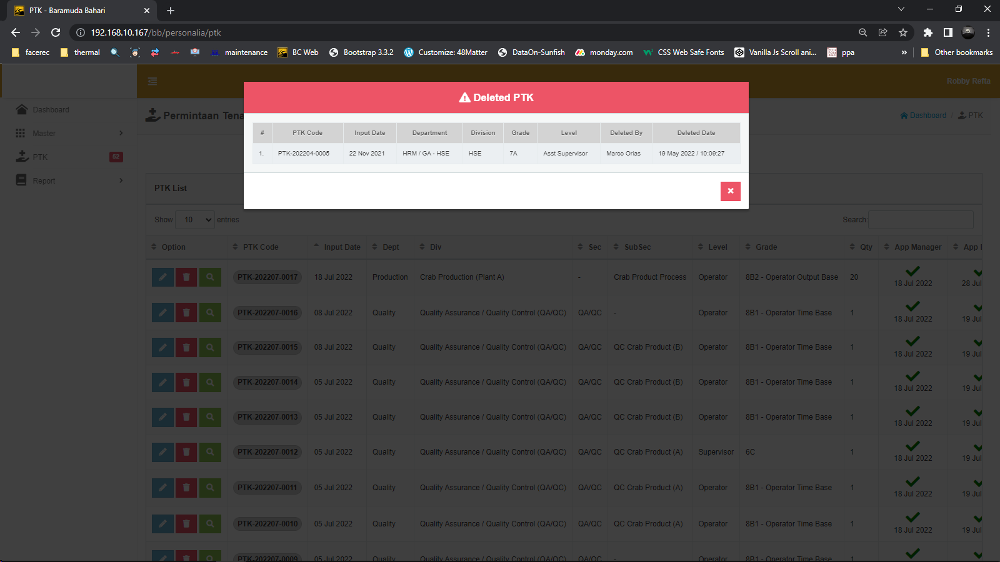 PTK - Baramuda Bahari
192.168.10.167/bb/personalia/ptk
facerec thermal maintenance BC Web Bootstrap 3.3.2 Customize: 48Matter DataOn-Sunfish monday.com CSS Web Safe Fonts Vanilla Js Scroll ani... ppa » Other bookmarks
Robby Refta
Dashboard
Master
PTK 52
Report
Permintaan Tena
Dashboard / PTK
Deleted PTK
# PTK Code Input Date Department Division Grade Level Deleted By Deleted Date
1. PTK-202204-0005 22 Nov 2021 HRM / GA - HSE HSE 7A Asst Supervisor Marco Orias 19 May 2022 / 10:09:27
PTK List
Show 10 entries Search:
Option PTK Code Input Date Dept Div Sec SubSec Level Grade Qty App Manager App
PTK-202207-0017 18 Jul 2022 Production Crab Production (Plant A) - Crab Product Process Operator 8B2 - Operator Output Base 20 18 Jul 2022 28 Jul
PTK-202207-0016 08 Jul 2022 Quality Quality Assurance / Quality Control (QA/QC) QA/QC - Operator 8B1 - Operator Time Base 1 18 Jul 2022 19 Jul
PTK-202207-0015 08 Jul 2022 Quality Quality Assurance / Quality Control (QA/QC) QA/QC QC Crab Product (B) Operator 8B1 - Operator Time Base 1 18 Jul 2022 19 Jul
PTK-202207-0014 05 Jul 2022 Quality Quality Assurance / Quality Control (QA/QC) QA/QC QC Crab Product (B) Operator 8B1 - Operator Time Base 1 18 Jul 2022 19 Jul
PTK-202207-0013 05 Jul 2022 Quality Quality Assurance / Quality Control (QA/QC) QA/QC QC Crab Product (B) Operator 8B1 - Operator Time Base 1 18 Jul 2022 19 Jul
PTK-202207-0012 05 Jul 2022 Quality Quality Assurance / Quality Control (QA/QC) QA/QC QC Crab Product (A) Supervisor 6C 1 18 Jul 2022 19 Jul
PTK-202207-0011 05 Jul 2022 Quality Quality Assurance / Quality Control (QA/QC) QA/QC QC Crab Product (A) Operator 8B1 - Operator Time Base 1 18 Jul 2022 19 Jul
PTK-202207-0010 05 Jul 2022 Quality Quality Assurance / Quality Control (QA/QC) QA/QC QC Crab Product (A) Operator 8B1 - Operator Time Base 1 18 Jul 2022 19 Jul
PTK-202207-0009 05 Jul 2022 Quality Quality Assurance / Quality Control (QA/QC) QA/QC - Operator 8B1 - Operator Time Base 1